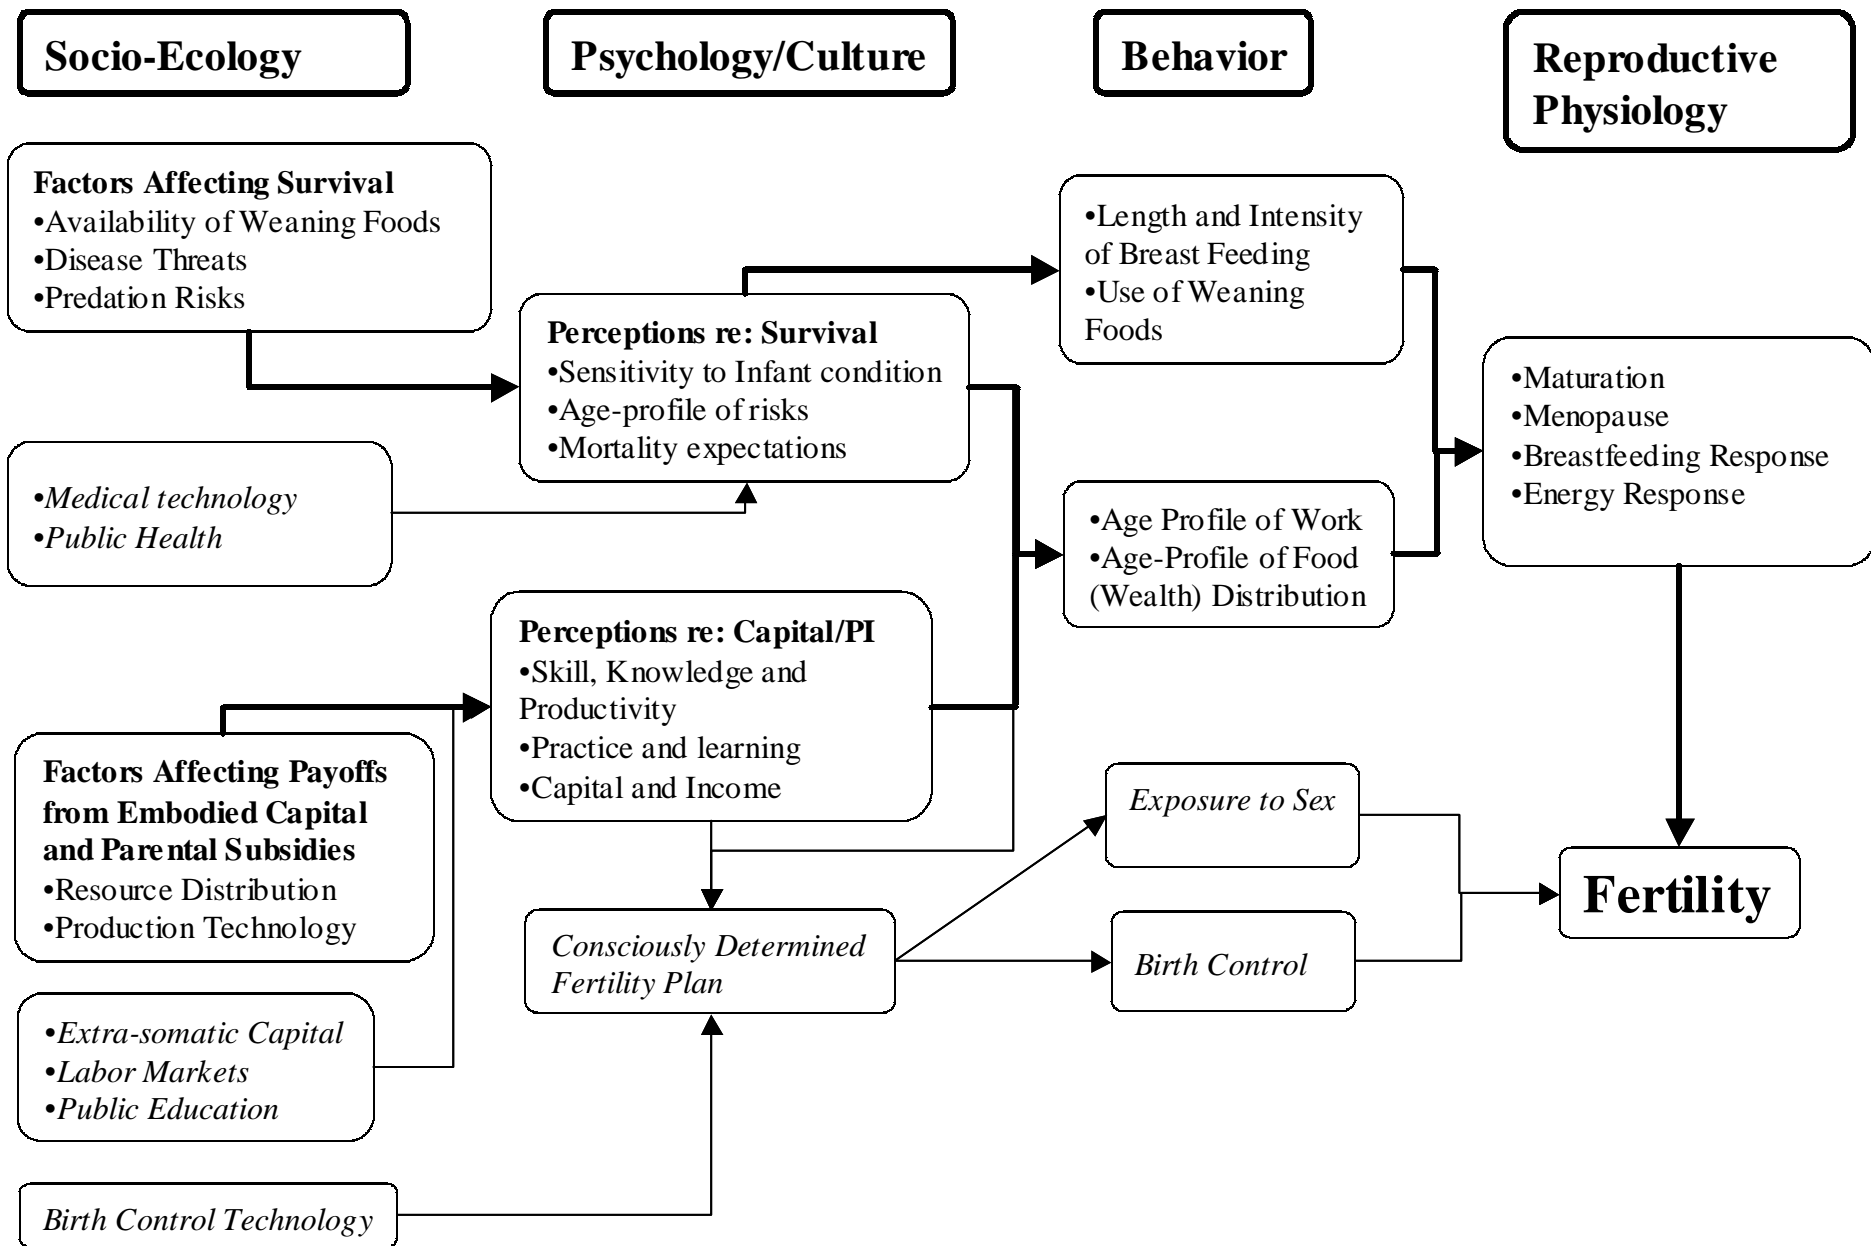 Socio-Ecology
Psychology/Culture
Behavior
Reproductive
Physiology
Factors Affecting Survival
•Availability of Weaning Foods
•Disease Threats
•Predation Risks
•Medical technology
•Public Health
Factors Affecting Payoffs
from Embodied Capital
and Parental Subsidies
•Resource Distribution
•Production Technology
•Extra-somatic Capital
•Labor Markets
•Public Education
Birth Control Technology
Perceptions re: Survival
•Sensitivity to Infant condition
•Age-profile of risks
•Mortality expectations
Perceptions re: Capital/PI
•Skill, Knowledge and
Productivity
•Practice and learning
•Capital and Income
Consciously Determined
Fertility Plan
•Length and Intensity
of Breast Feeding
•Use of Weaning
Foods
•Age Profile of Work
•Age-Profile of Food
(Wealth) Distribution
Exposure to Sex
Birth Control
•Maturation
•Menopause
•Breastfeeding Response
•Energy Response
Fertility